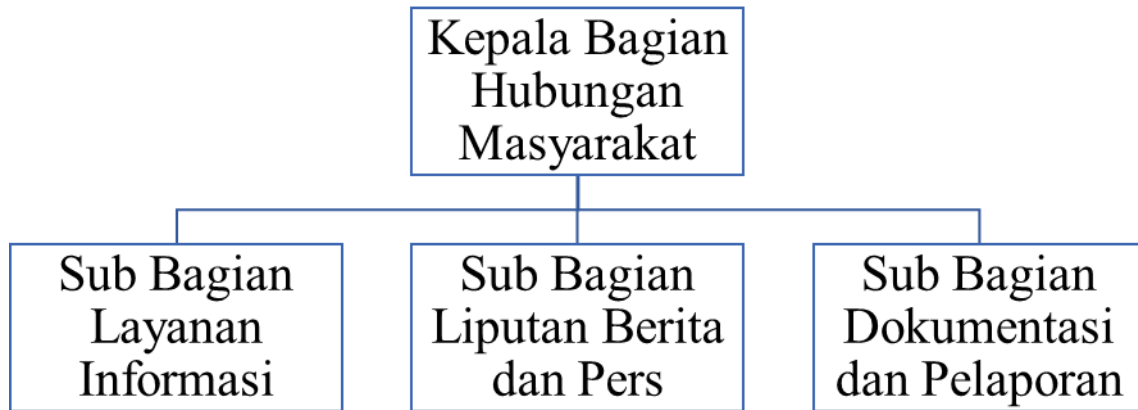 Kepala Bagian
Hubungan
Masyarakat
Sub Bagian
Layanan
Informasi
Sub Bagian
Liputan Berita
dan Pers
Sub Bagian
Dokumentasi
dan Pelaporan